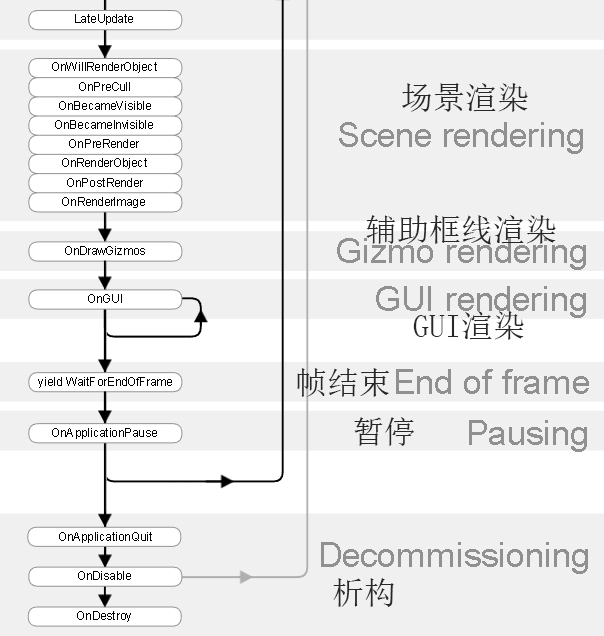 LateUpdate
OnWillRenderObject
OnPreCull
OnBecameVisible
OnBecameInvisible
OnPreRender
OnRenderObject
OnPostRender
OnRenderImage
场景渲染
Scene rendering
辅助框线渲染
OnDrawGizmos
Gizmo rendering
OnGUI
GUI rendering
GUI渲染
yield WaitForEndOfFrame
帧结束 End of frame
OnApplicationPause
暂停 Pausing
OnApplicationQuit
Decommissioning
OnDisable
析构
OnDestroy